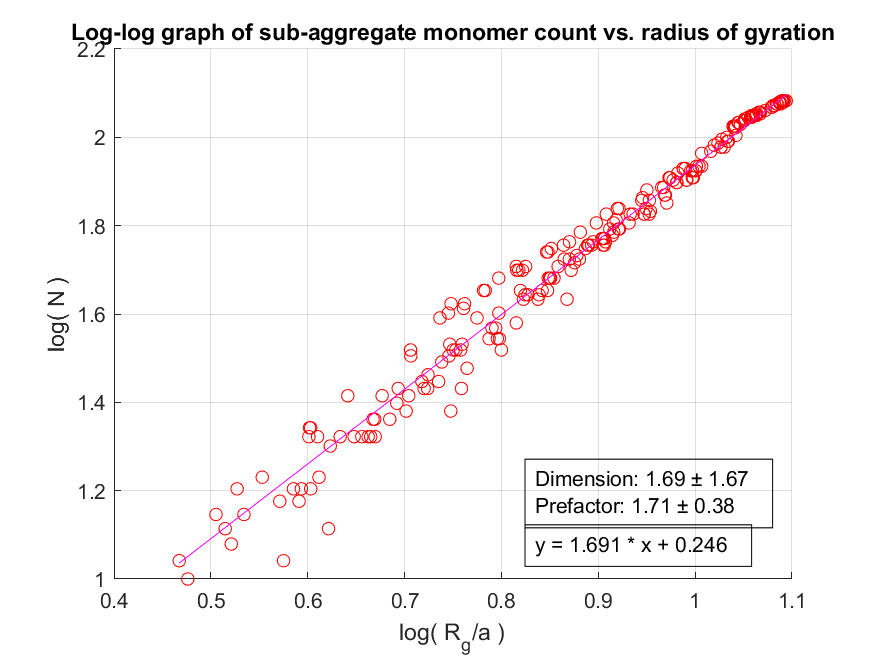 Log-log graph of sub-aggregate monomer count vs. radius of gyration
2.2
2
1.8
1.6
1.4
1.2
1
log( N )
Dimension: 1.69 ± 1.67
Prefactor: 1.71 ± 0.38
y = 1.691 * x + 0.246
0.4 0.5 0.6 0.7 0.8 0.9 1 1.1
log( R_g/a )